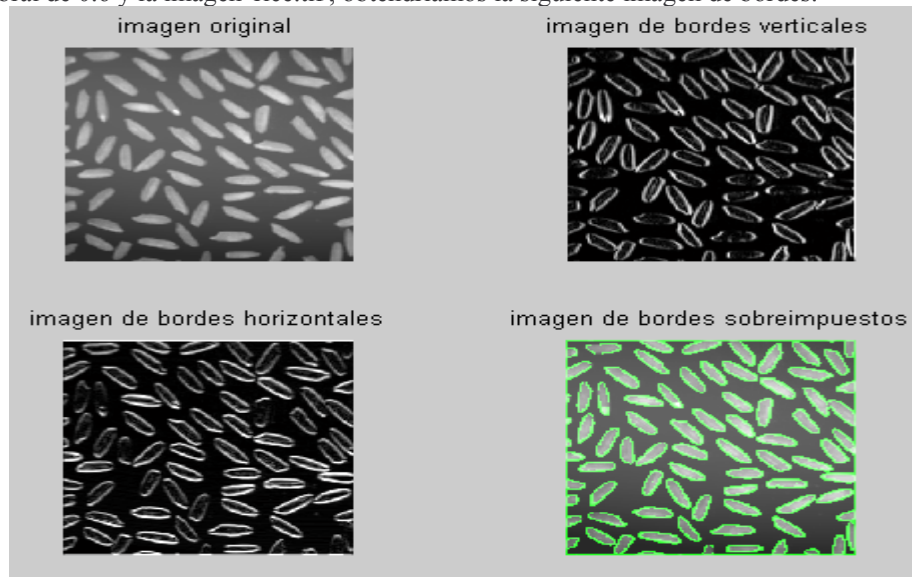 imagen original
imagen de bordes verticales
imagen de bordes horizontales
imagen de bordes sobreimpuestos